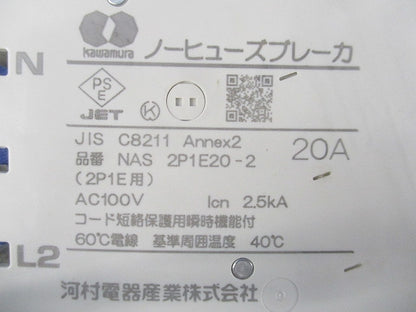 kawamura
ノーヒューズブレーカ
N
PS
E
JET
K
JIS C8211 Annex2
20A
品番 NAS 2P1E20-2
(2P1E用)
AC100V Icn 2.5kA
コード短絡保護用瞬時機能付
60℃電線 基準周囲温度 40℃
L2
河村電器産業株式会社